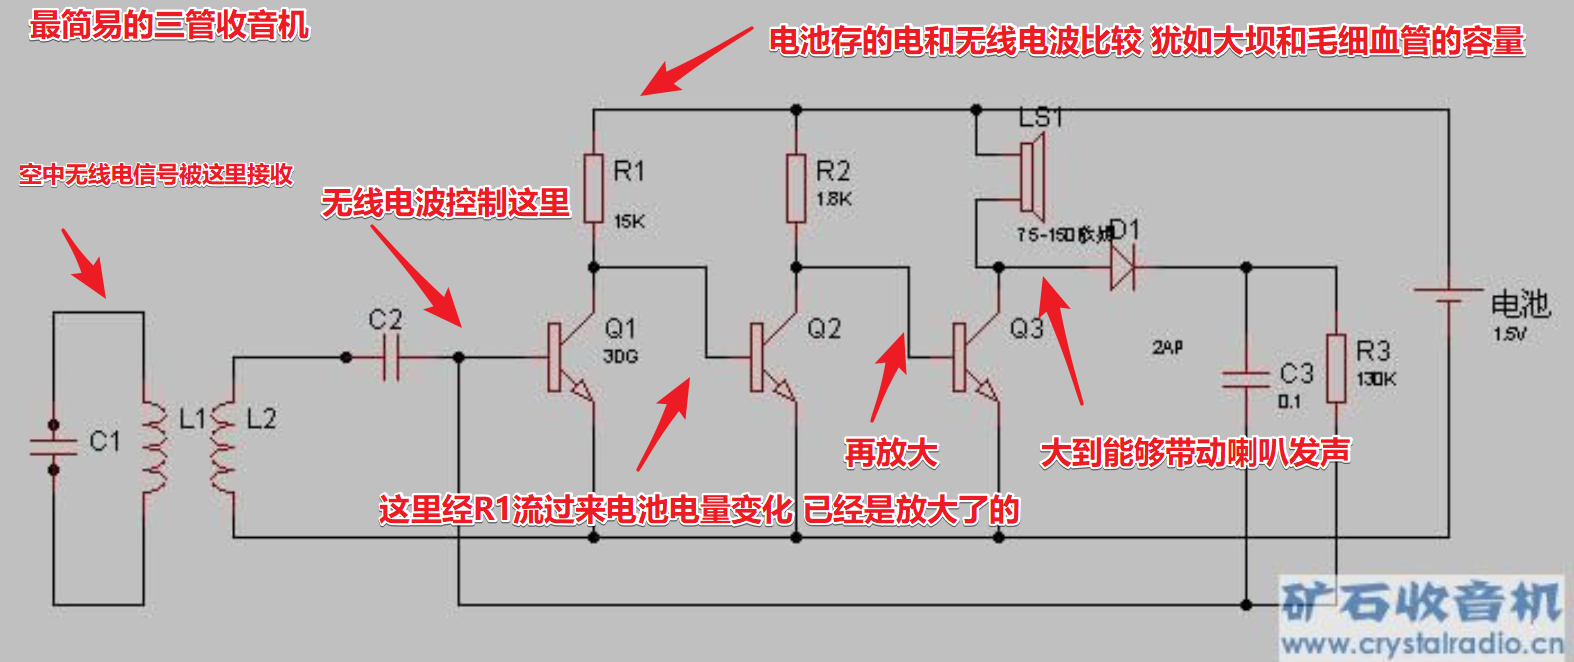 最简易的三管收音机
电池存的电和无线电波比较 犹如大坝和毛细血管的容量
LS1
空中无线电信号被这里接收
R1
R2
无线电波控制这里
1.8K
15K
75-150欧姆
D1
C2
Q1
Q2
Q3
电池
1.5V
3DG
2AP
R3
C3
130K
0.1
L1
L2
C1
再放大
大到能够带动喇叭发声
这里经R1流过来电池电量变化 已经是放大了的
矿石收音机
www.crystalradio.cn